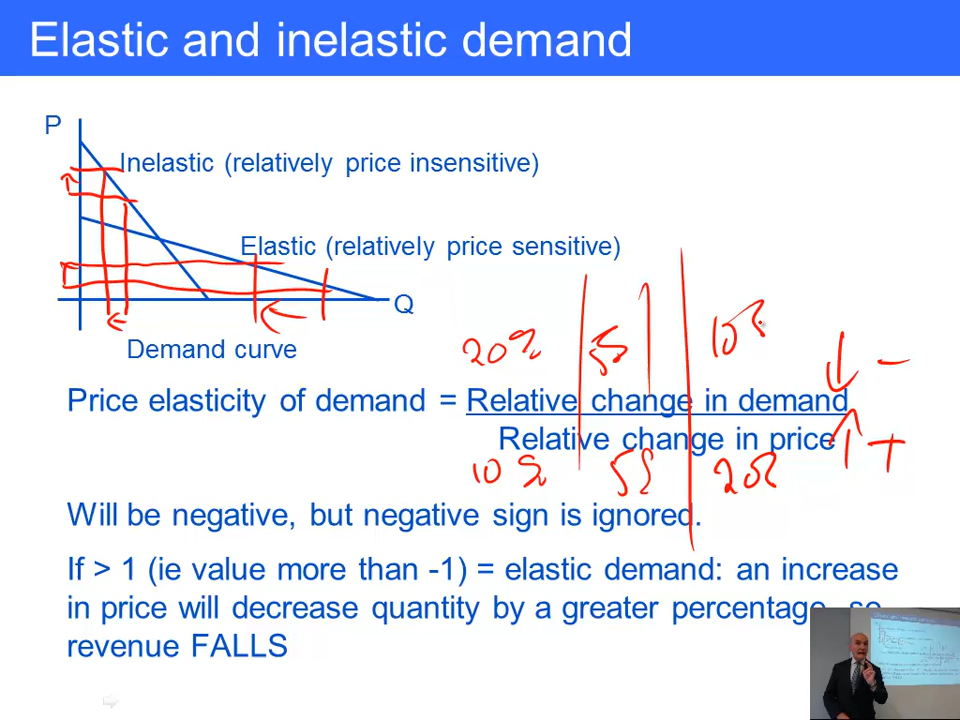 Elastic and inelastic demand
P
Inelastic (relatively price insensitive)
Elastic (relatively price sensitive)
Q
Demand curve
20% 5% 10%
Price elasticity of demand = Relative change in demand
Relative change in price
10% 5% 20%
Will be negative, but negative sign is ignored.
If > 1 (ie value more than -1) = elastic demand: an increase
in price will decrease quantity by a greater percentage, so
revenue FALLS